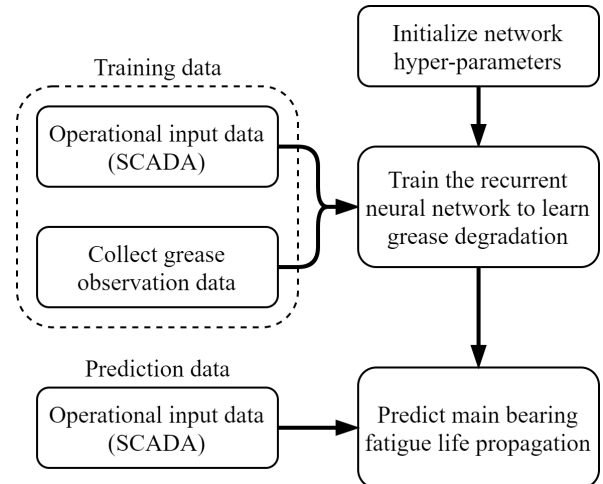 Initialize network
hyper-parameters
Training data
Operational input data
(SCADA)
Collect grease
observation data
Train the recurrent
neural network to learn
grease degradation
Prediction data
Operational input data
(SCADA)
Predict main bearing
fatigue life propagation